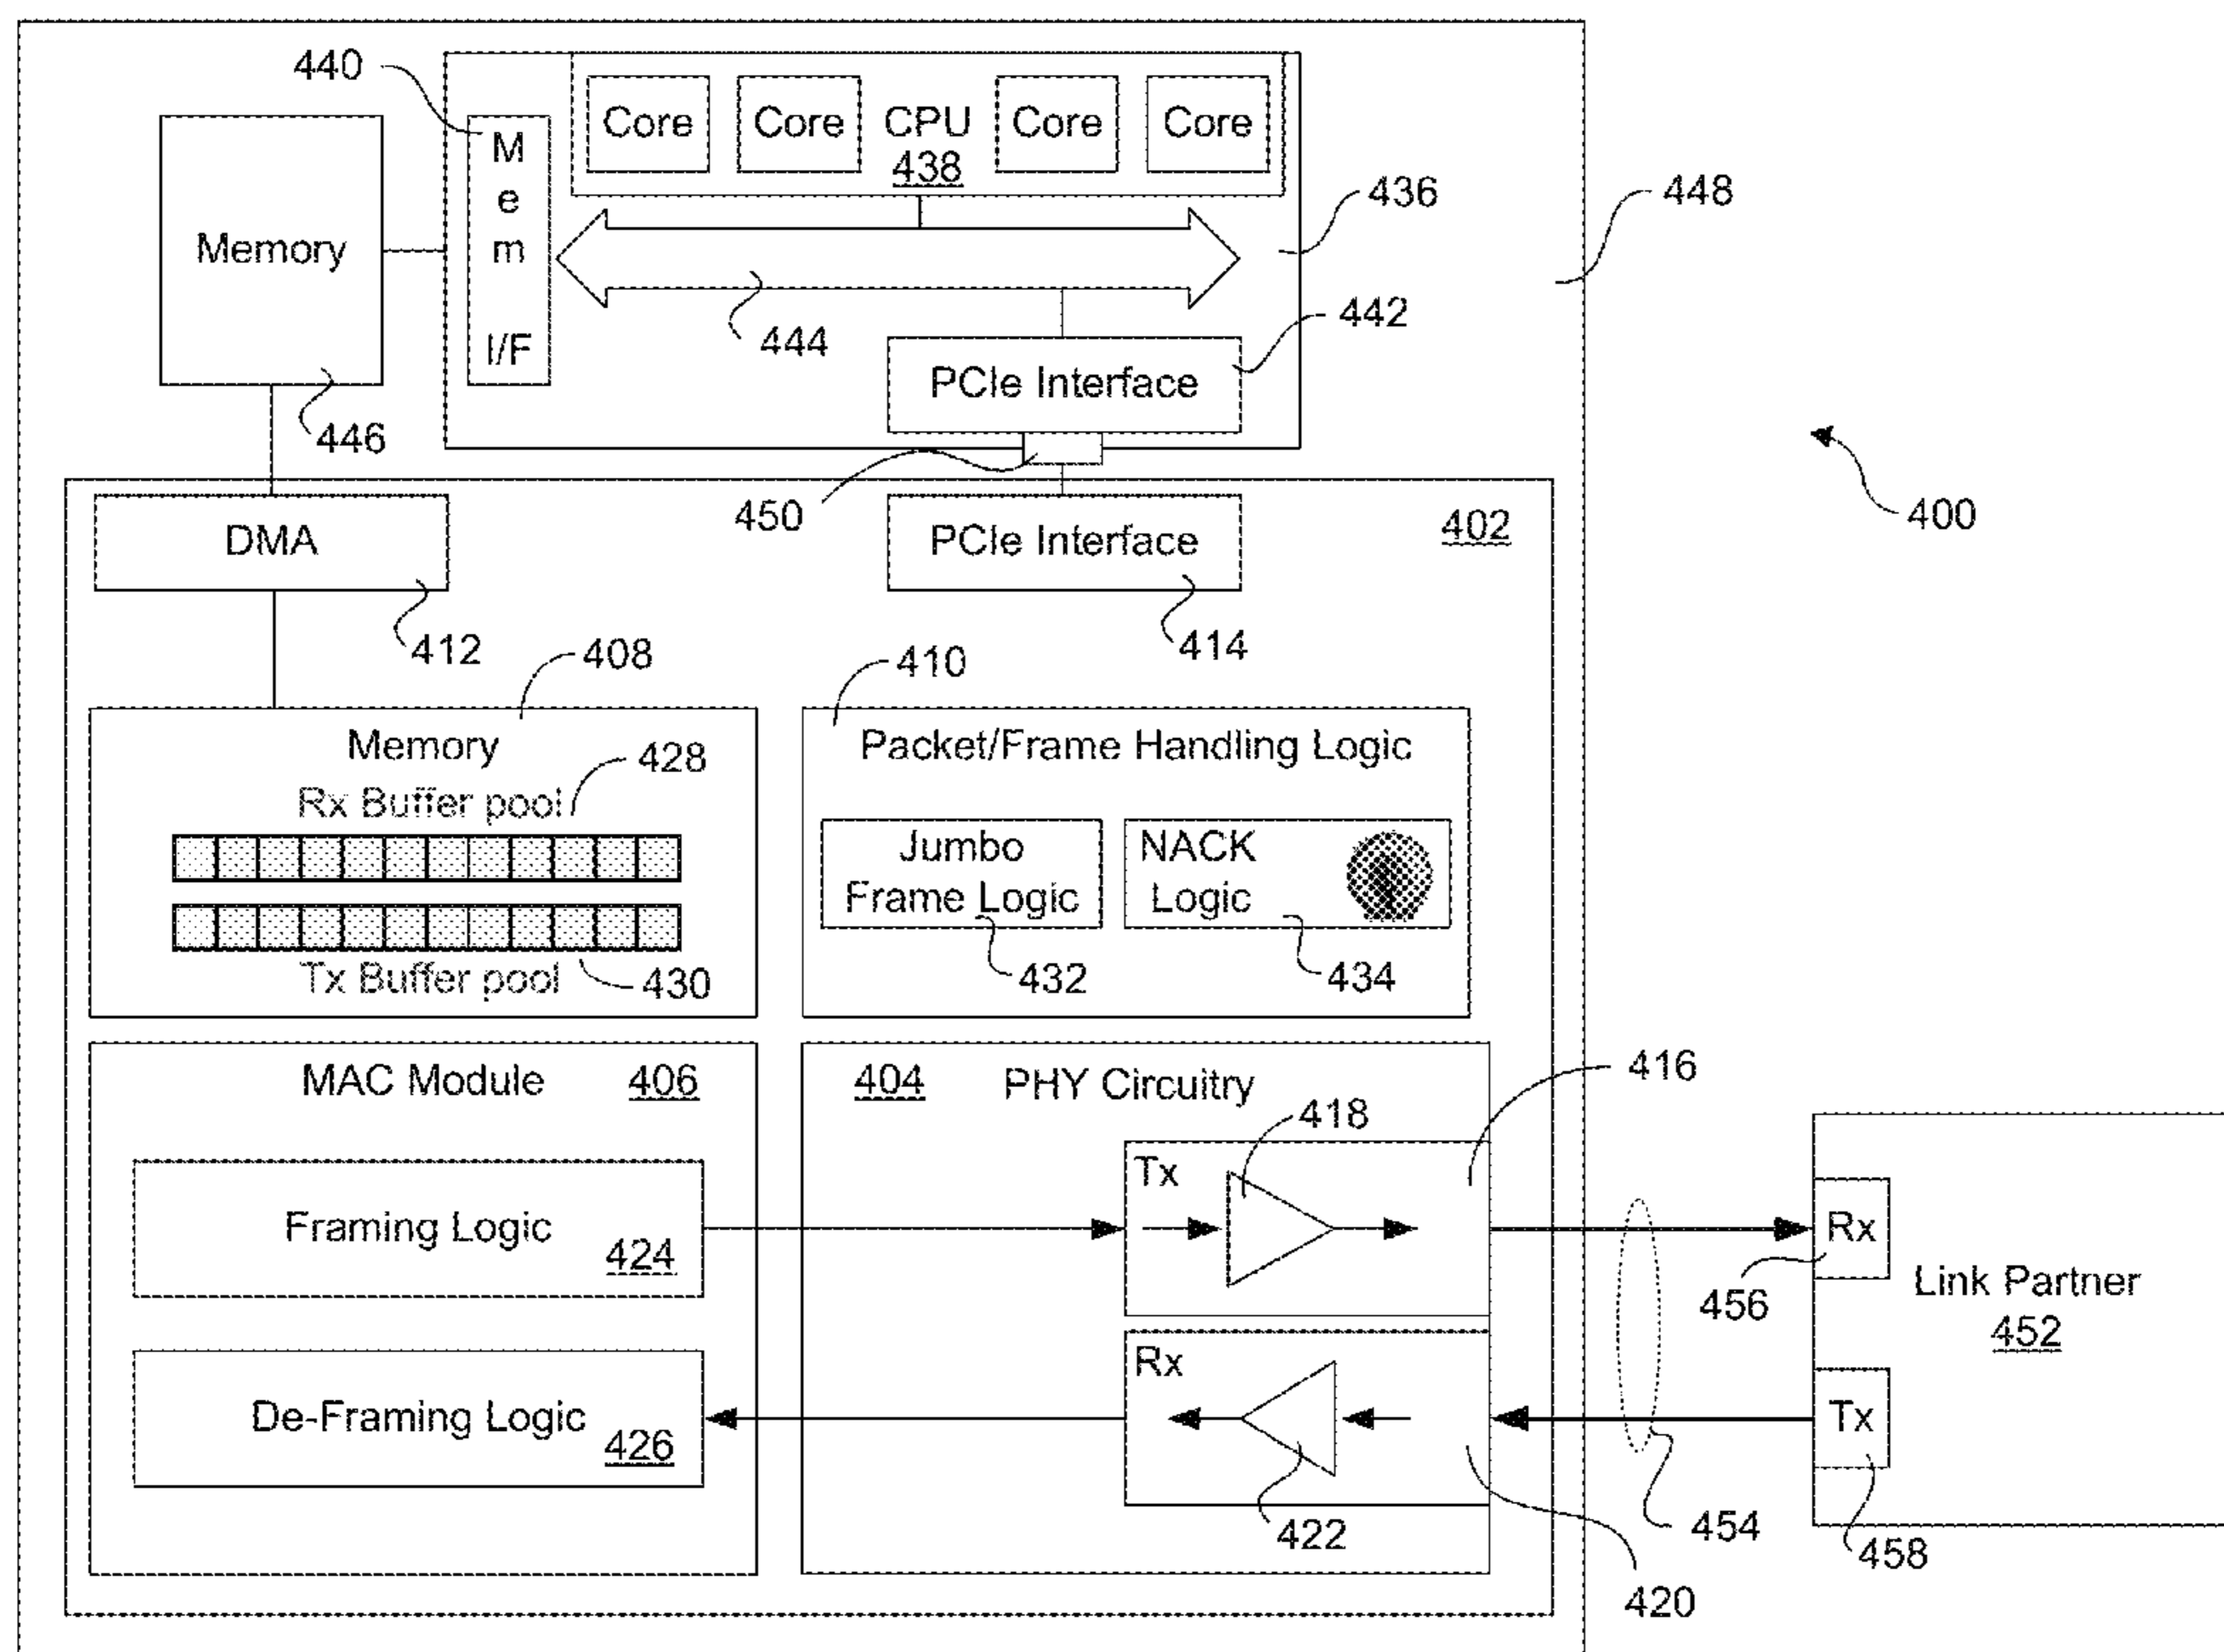 440
Core
Core
CPU
438
Core
Core
M
e
m
I/F
Memory
436
448
444
442
PCIe Interface
446
450
402
400
DMA
PCIe Interface
412
414
408
410
Memory
428
Rx Buffer pool
Tx Buffer pool
430
Packet/Frame Handling Logic
Jumbo
Frame Logic
432
NACK
Logic
434
MAC Module
406
404
PHY Circuitry
416
418
Tx
Framing Logic
424
Rx
456
Link Partner
452
Rx
De-Framing Logic
426
Tx
422
454
458
420